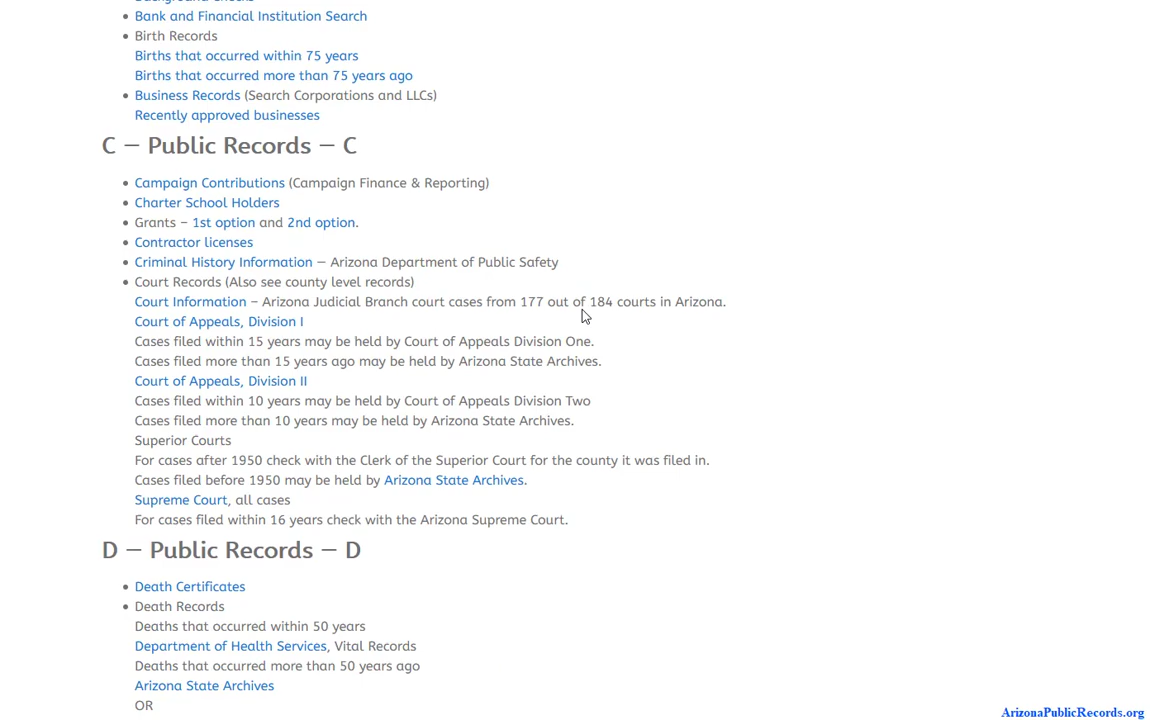 Background Checks
Bank and Financial Institution Search
Birth Records
Births that occurred within 75 years
Births that occurred more than 75 years ago
Business Records (Search Corporations and LLCs)
Recently approved businesses
C – Public Records – C
Campaign Contributions (Campaign Finance & Reporting)
Charter School Holders
Grants – 1st option and 2nd option.
Contractor licenses
Criminal History Information – Arizona Department of Public Safety
Court Records (Also see county level records)
Court Information – Arizona Judicial Branch court cases from 177 out of 184 courts in Arizona.
Court of Appeals, Division I
Cases filed within 15 years may be held by Court of Appeals Division One.
Cases filed more than 15 years ago may be held by Arizona State Archives.
Court of Appeals, Division II
Cases filed within 10 years may be held by Court of Appeals Division Two
Cases filed more than 10 years may be held by Arizona State Archives.
Superior Courts
For cases after 1950 check with the Clerk of the Superior Court for the county it was filed in.
Cases filed before 1950 may be held by Arizona State Archives.
Supreme Court, all cases
For cases filed within 16 years check with the Arizona Supreme Court.
D – Public Records – D
Death Certificates
Death Records
Deaths that occurred within 50 years
Department of Health Services, Vital Records
Deaths that occurred more than 50 years ago
Arizona State Archives
OR
ArizonaPublicRecords.org